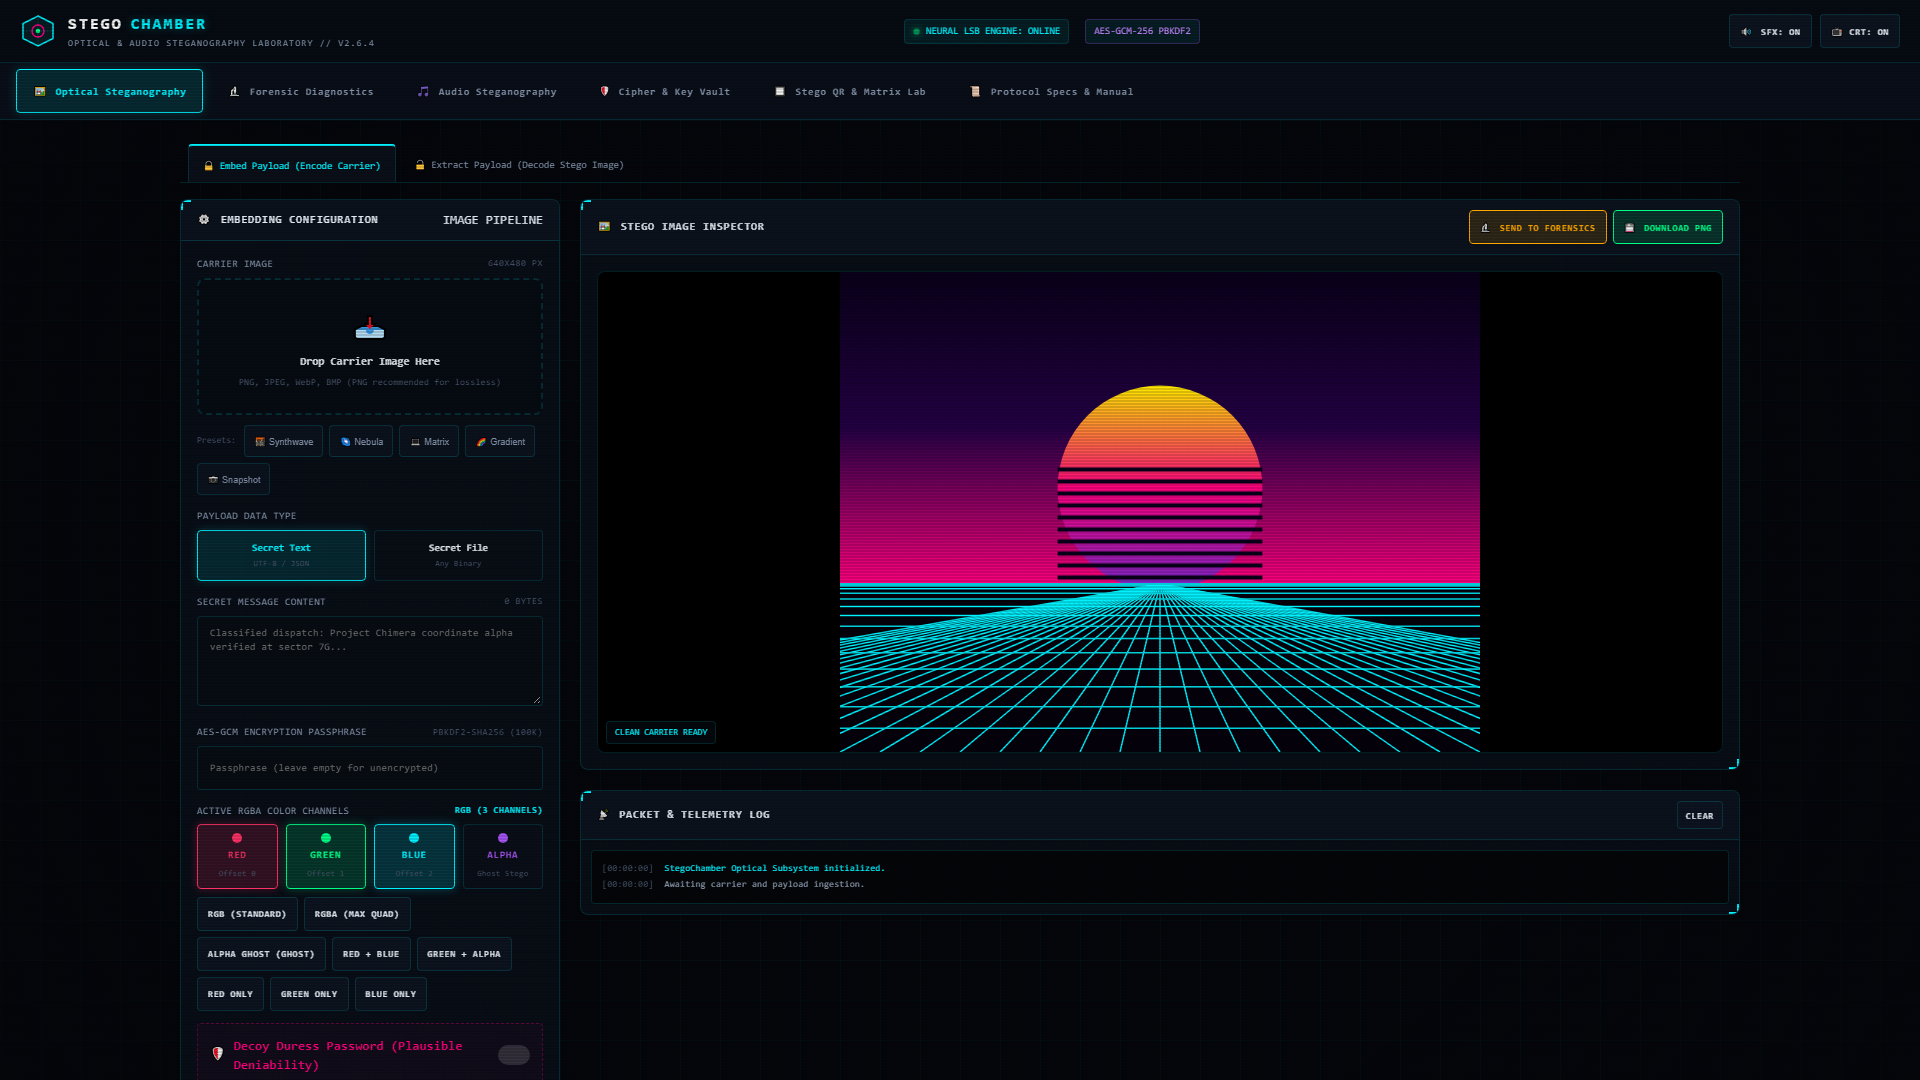 STEGO CHAMBER
OPTICAL & AUDIO STEGANOGRAPHY LABORATORY // V2.6.4
NEURAL LSB ENGINE: ONLINE
AES-GCM-256 PBKDF2
SFX: ON
CRT: ON
Optical Steganography
Forensic Diagnostics
Audio Steganography
Cipher & Key Vault
Stego QR & Matrix Lab
Protocol Specs & Manual
Embed Payload (Encode Carrier)
Extract Payload (Decode Stego Image)
EMBEDDING CONFIGURATION
IMAGE PIPELINE
CARRIER IMAGE
640X480 PX
Drop Carrier Image Here
PNG, JPEG, WebP, BMP (PNG recommended for lossless)
Presets:
Synthwave
Nebula
Matrix
Gradient
Snapshot
PAYLOAD DATA TYPE
Secret Text
UTF-8 / JSON
Secret File
Any Binary
SECRET MESSAGE CONTENT
0 BYTES
Classified dispatch: Project Chimera coordinate alpha
verified at sector 7G...
AES-GCM ENCRYPTION PASSPHRASE
PBKDF2-SHA256 (100K)
Passphrase (leave empty for unencrypted)
ACTIVE RGBA COLOR CHANNELS
RGB (3 CHANNELS)
RED
Offset 0
GREEN
Offset 1
BLUE
Offset 2
ALPHA
Ghost Stego
RGB (STANDARD)
RGBA (MAX QUAD)
ALPHA GHOST (GHOST)
RED + BLUE
GREEN + ALPHA
RED ONLY
GREEN ONLY
BLUE ONLY
Decoy Duress Password (Plausible
Deniability)
STEGO IMAGE INSPECTOR
SEND TO FORENSICS
DOWNLOAD PNG
CLEAN CARRIER READY
PACKET & TELEMETRY LOG
CLEAR
[00:00:00] StegoChamber Optical Subsystem initialized.
[00:00:00] Awaiting carrier and payload ingestion.